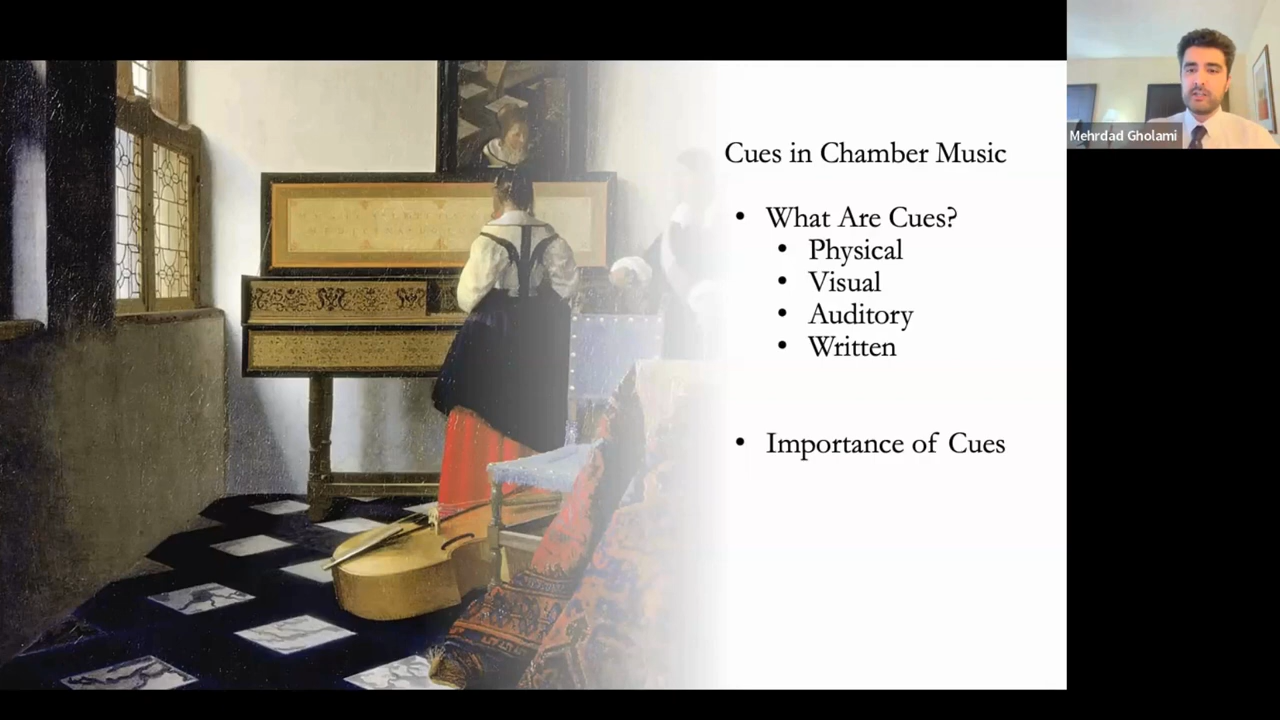 Cues in Chamber Music
• What Are Cues?
• Physical
• Visual
• Auditory
• Written
• Importance of Cues
Mehrdad Gholami